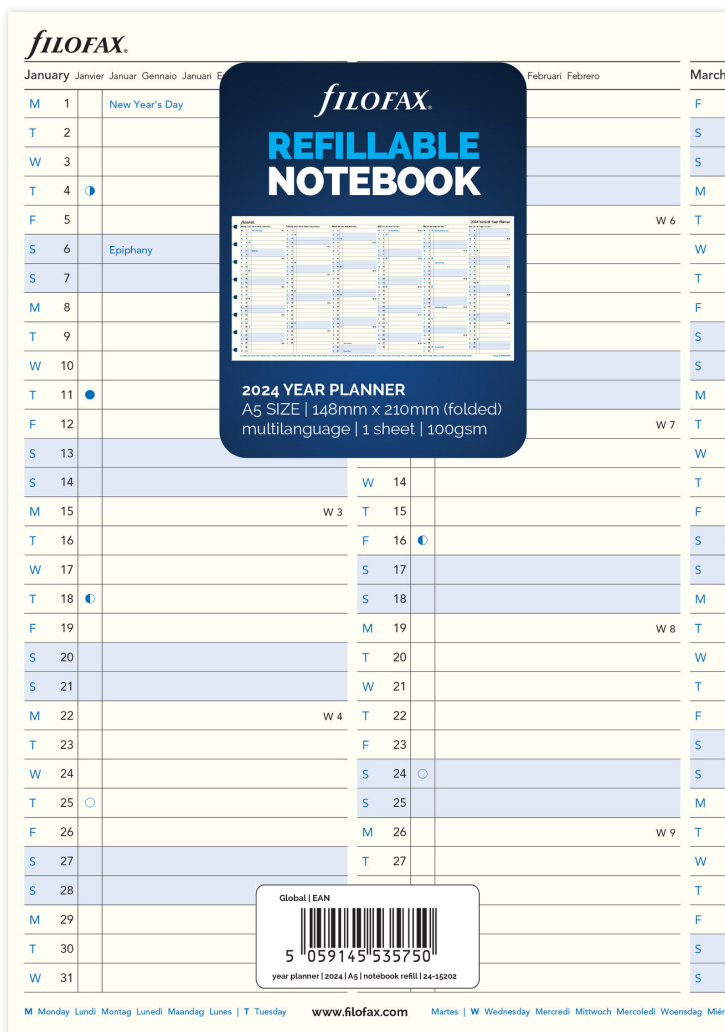 FILOFAX®
January Janvier Januar Gennaio Januari
M 1 New Year's Day
T 2
W 3
T 4
F 5
S 6 Epiphany
S 7
M 8
T 9
W 10
T 11
F 12
S 13
S 14
M 15 W 3
T 16
W 17
T 18
F 19
S 20
S 21
M 22 W 4
T 23
W 24
T 25
F 26
S 27
S 28
M 29
T 30
W 31
FILOFAX®
REFILLABLE
NOTEBOOK
2024 Vertical Year Planner
2024 YEAR PLANNER
A5 SIZE | 148mm x 210mm (folded)
multilanguage | 1 sheet | 100gsm
Februari Febrero
W 6
W 7
W 14
T 15
F 16
S 17
S 18
M 19 W 8
T 20
W 21
T 22
F 23
S 24
S 25
M 26 W 9
T 27
March
F
S
S
M
T
W
T
F
S
S
M
T
W
T
F
S
S
M
T
W
T
F
S
S
M
T
W
T
F
S
S
Global | EAN
5 059145 535750
year planner | 2024 | A5 | notebook refill | 24-15202
M Monday Lundi Montag Lunedì Maandag Lunes | T Tuesday www.filofax.com Martes | W Wednesday Mercredi Mittwoch Mercoledì Woensdag